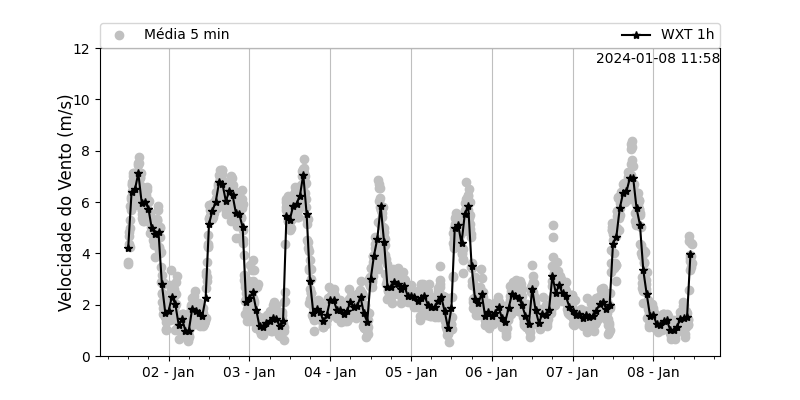 Média 5 min
WXT 1h
2024-01-08 11:58
Velocidade do Vento (m/s)
12
10
8
6
4
2
0
02 - Jan
03 - Jan
04 - Jan
05 - Jan
06 - Jan
07 - Jan
08 - Jan